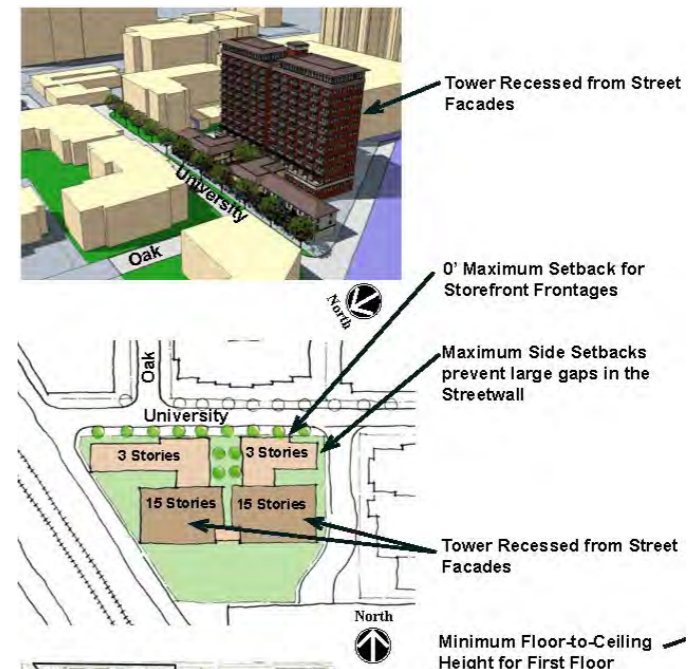 Tower Recessed from Street
Facades
University
Oak
North
0' Maximum Setback for
Storefront Frontages
Maximum Side Setbacks
prevent large gaps in the
Streetwall
Oak
University
3 Stories
3 Stories
15 Stories
15 Stories
Tower Recessed from Street
Facades
North
Minimum Floor-to-Ceiling
Height for First Floor